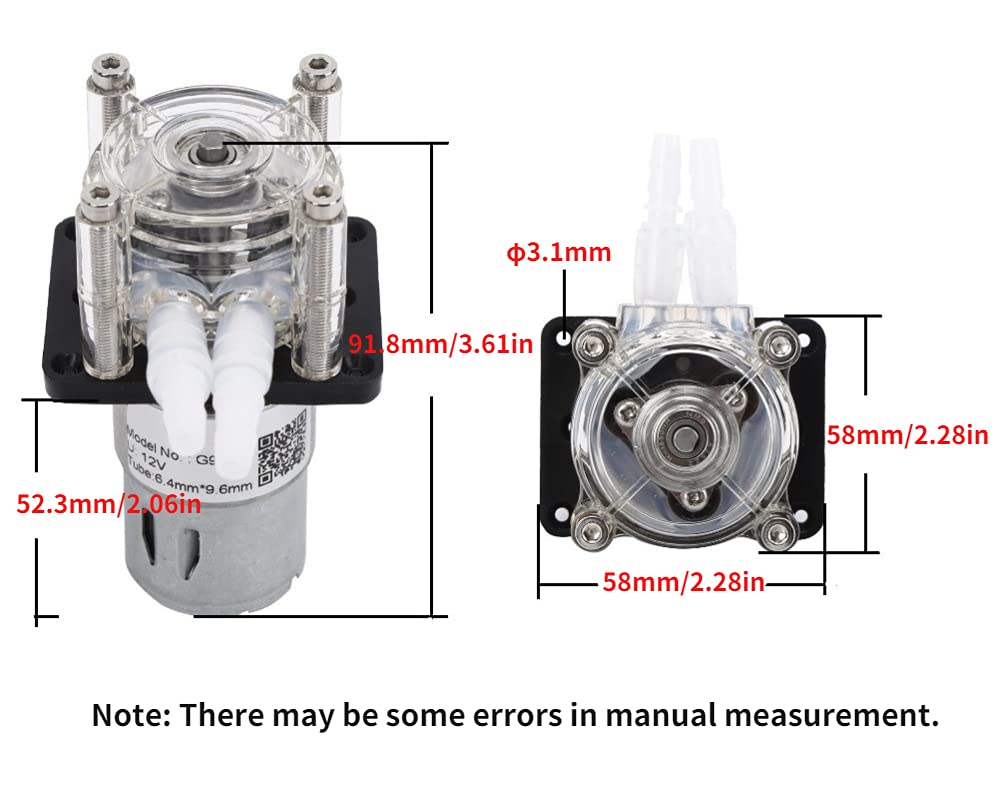 φ3.1mm
91.8mm/3.61in
58mm/2.28in
Model No.: G9
U: 12V
Tube:6.4mm*9.6mm
52.3mm/2.06in
58mm/2.28in
Note: There may be some errors in manual measurement.